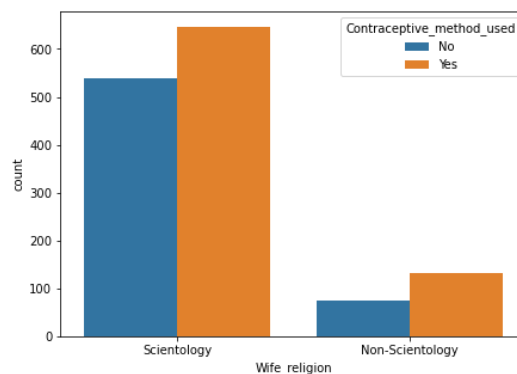 Contraceptive_method_used
No
Yes
600
500
400
300
200
100
0
count
Scientology
Non-Scientology
Wife_religion